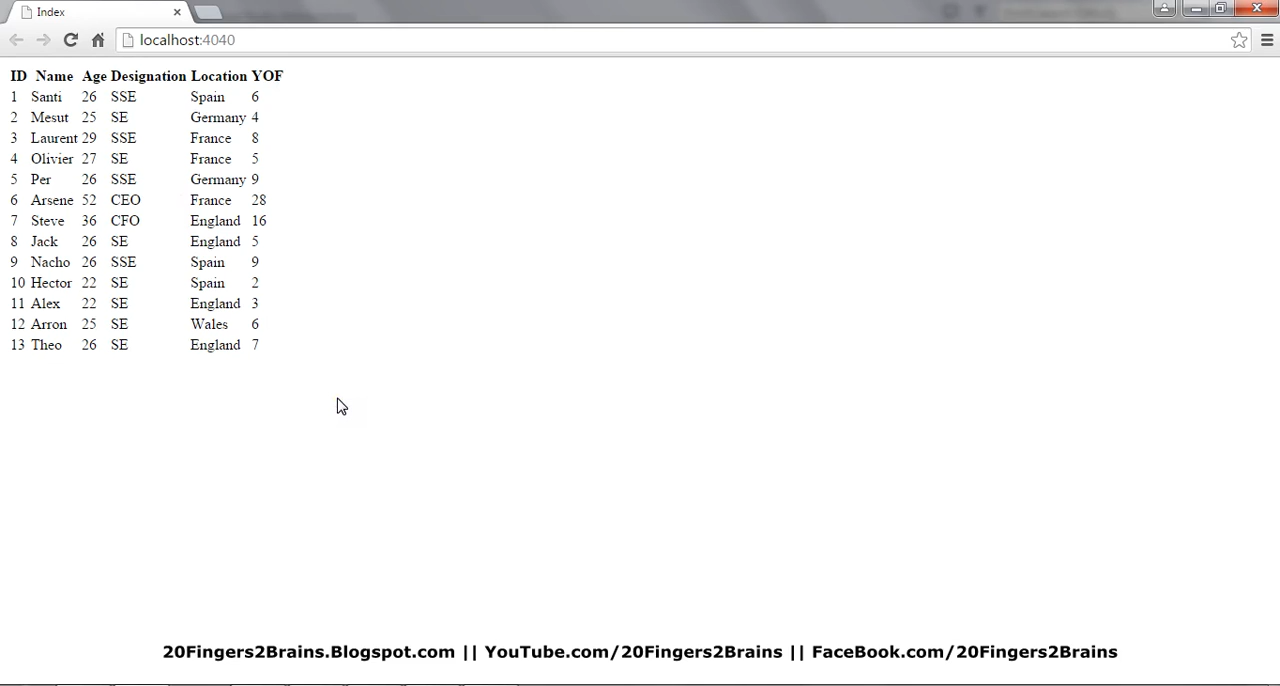 Index
localhost:4040
ID Name Age Designation Location YOF
1 Santi 26 SSE Spain 6
2 Mesut 25 SE Germany 4
3 Laurent 29 SSE France 8
4 Olivier 27 SE France 5
5 Per 26 SSE Germany 9
6 Arsene 52 CEO France 28
7 Steve 36 CFO England 16
8 Jack 26 SE England 5
9 Nacho 26 SSE Spain 9
10 Hector 22 SE Spain 2
11 Alex 22 SE England 3
12 Arron 25 SE Wales 6
13 Theo 26 SE England 7
20Fingers2Brains.Blogspot.com || YouTube.com/20Fingers2Brains || FaceBook.com/20Fingers2Brains